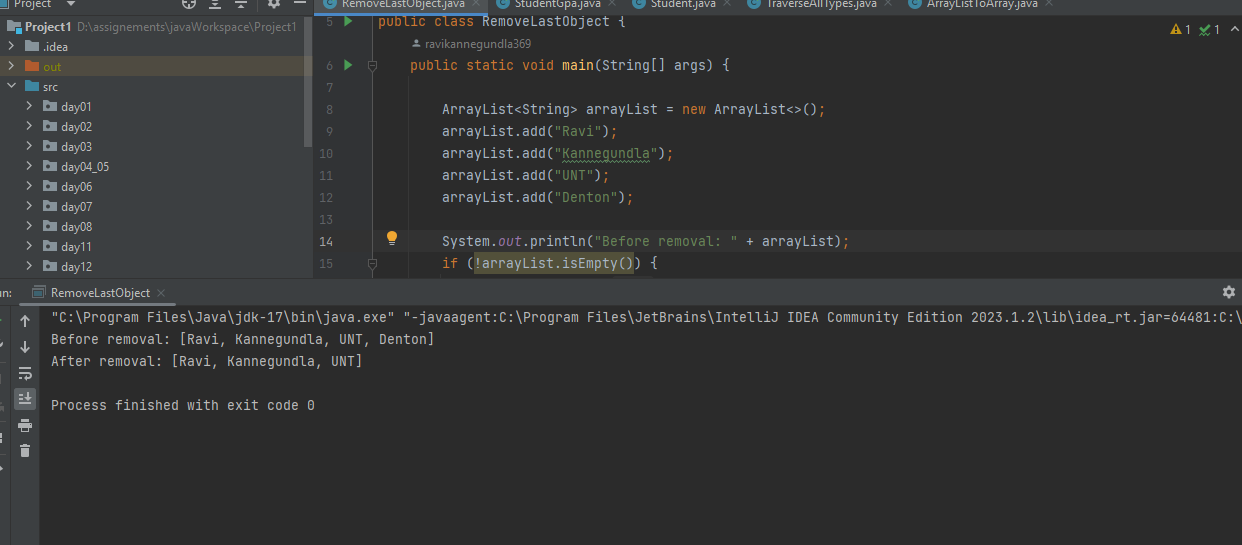 Project
RemoveLastObject.java
StudentGpa.java
Student.java
TraverseAllTypes.java
ArrayListToArray.java
Project1 D:\assignements\javaWorkspace\Project1
.idea
out
src
day01
day02
day03
day04_05
day06
day07
day08
day11
day12
5 public class RemoveLastObject {
ravikannegundla369
6 public static void main(String[] args) {
7
8 ArrayList<String> arrayList = new ArrayList<>();
9 arrayList.add("Ravi");
10 arrayList.add("Kannegundla");
11 arrayList.add("UNT");
12 arrayList.add("Denton");
13
14 System.out.println("Before removal: " + arrayList);
15 if (!arrayList.isEmpty()) {
1 1
un: RemoveLastObject
"C:\Program Files\Java\jdk-17\bin\java.exe" "-javaagent:C:\Program Files\JetBrains\IntelliJ IDEA Community Edition 2023.1.2\lib\idea_rt.jar=64481:C:\
Before removal: [Ravi, Kannegundla, UNT, Denton]
After removal: [Ravi, Kannegundla, UNT]
Process finished with exit code 0